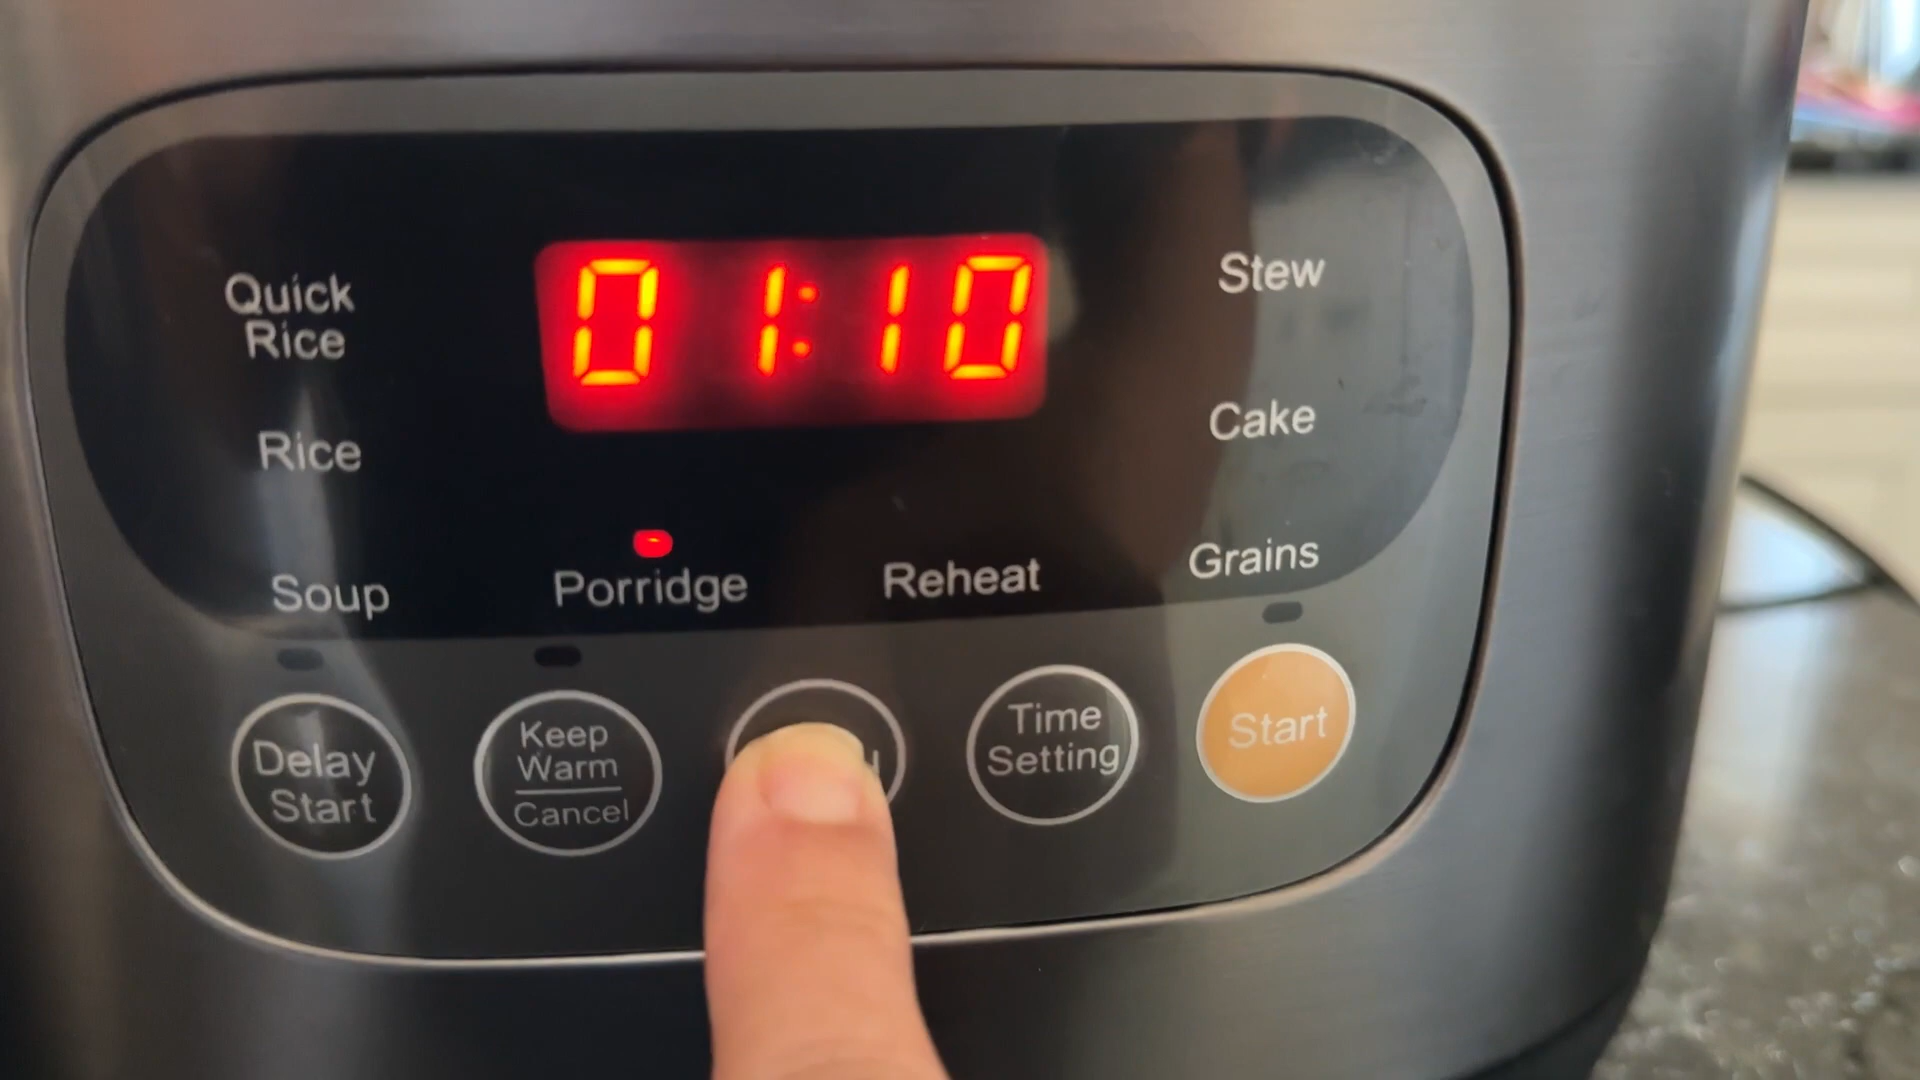 Quick
Rice
01:10
Stew
Rice
Cake
Soup
Porridge
Reheat
Grains
Delay
Start
Keep
Warm
Cancel
Time
Setting
Start